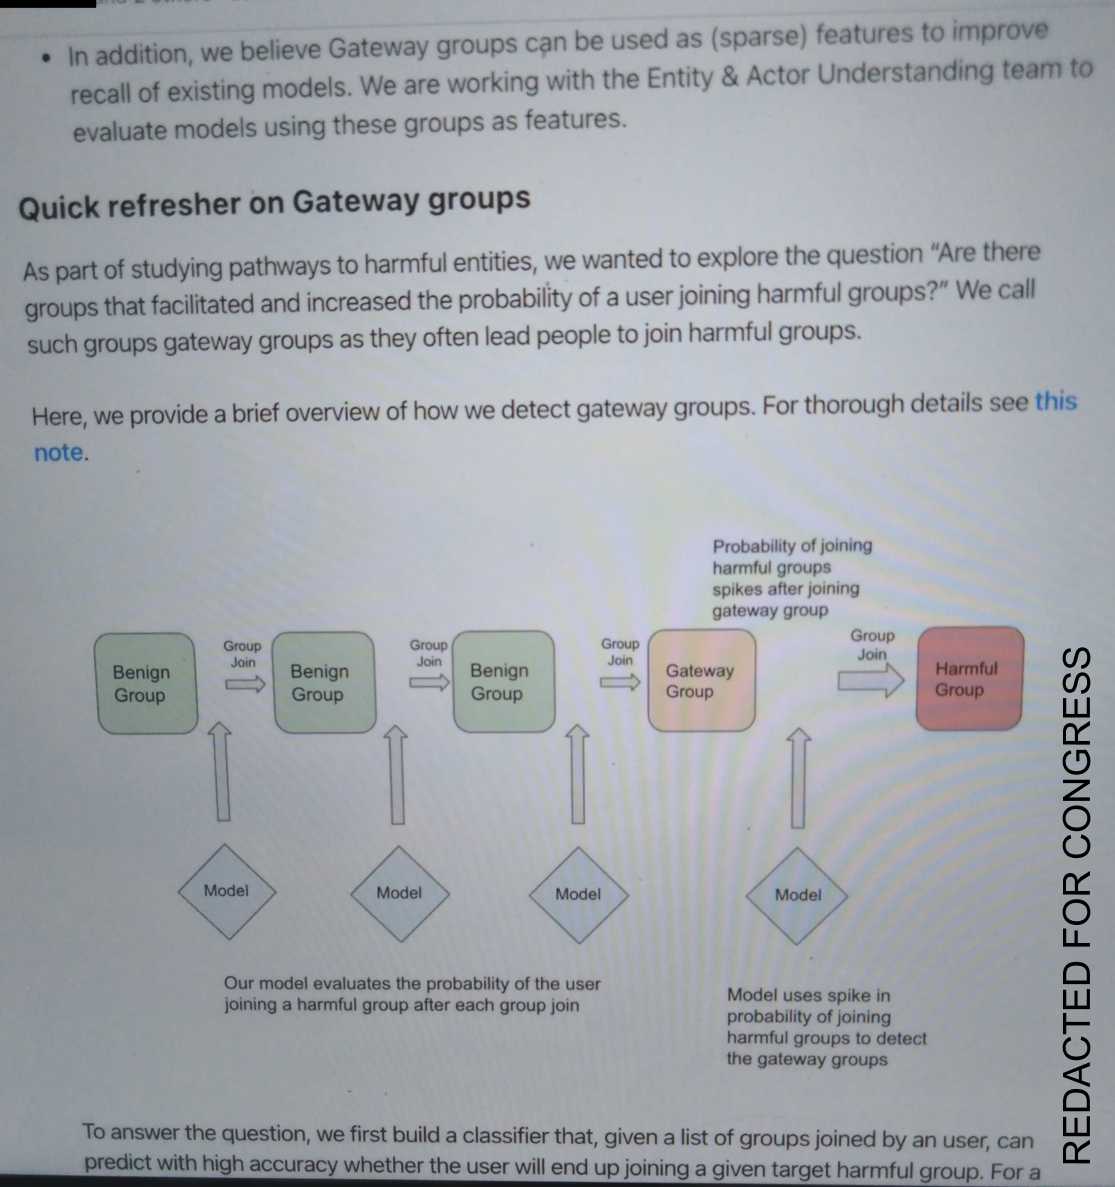 • In addition, we believe Gateway groups can be used as (sparse) features to improve
recall of existing models. We are working with the Entity & Actor Understanding team to
evaluate models using these groups as features.
Quick refresher on Gateway groups
As part of studying pathways to harmful entities, we wanted to explore the question “Are there
groups that facilitated and increased the probability of a user joining harmful groups?” We call
such groups gateway groups as they often lead people to join harmful groups.
Here, we provide a brief overview of how we detect gateway groups. For thorough details see this
note.
Probability of joining
harmful groups
spikes after joining
gateway group
Benign
Group
Group
Join
Benign
Group
Group
Join
Benign
Group
Group
Join
Gateway
Group
Group
Join
Harmful
Group
Model
Model
Model
Model
Our model evaluates the probability of the user
joining a harmful group after each group join
Model uses spike in
probability of joining
harmful groups to detect
the gateway groups
To answer the question, we first build a classifier that, given a list of groups joined by an user, can
predict with high accuracy whether the user will end up joining a given target harmful group. For a
REDACTED FOR CONGRESS